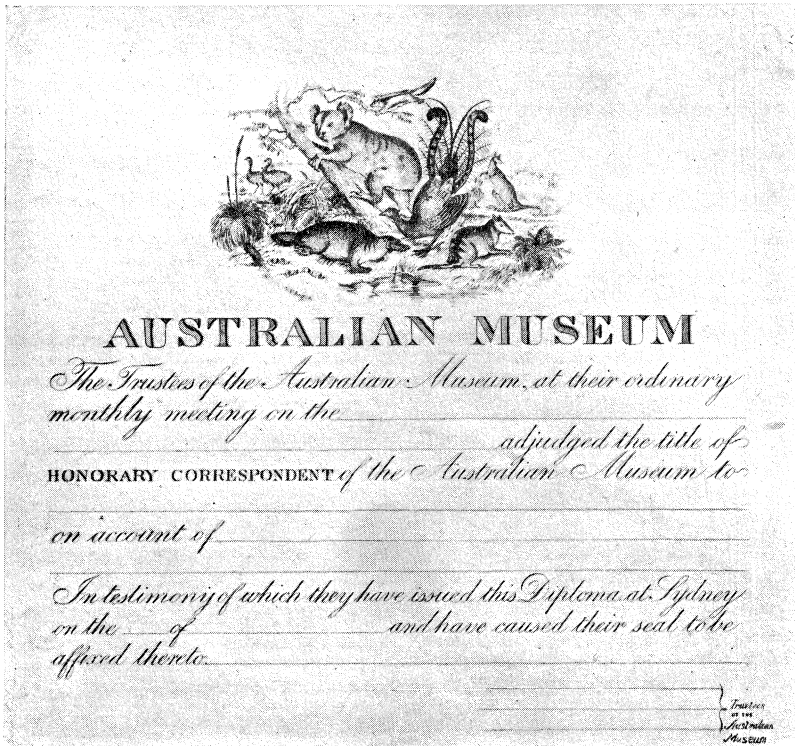 AUSTRALIAN MUSEUM
The Trustees of the Australian Museum, at their ordinary
monthly meeting on the
adjudged the title of
HONORARY CORRESPONDENT of the Australian Museum to
on account of
In testimony of which they have issued this Diploma at Sydney
on the of and have caused their seal to be
affixed thereto.
Trustees
OF THE
Australian
Museum